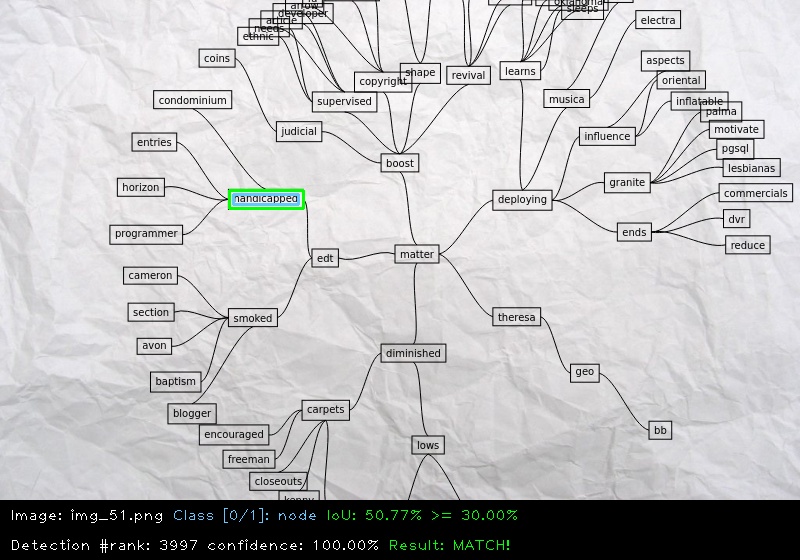 oklahoma
arrow
developer
sleeps
article
electra
needs
ethnic
coins
aspects
shape
learns
revival
copyright
oriental
condominium
supervised
musica
inflatable
palma
judicial
influence
motivate
entries
pgsql
boost
lesbianas
horizon
granite
commercials
handicapped
deploying
dvr
programmer
ends
reduce
edt
matter
cameron
section
smoked
theresa
avon
diminished
geo
baptism
blogger
carpets
encouraged
bb
freeman
lows
closeouts
kenny
Image: img_51.png Class [0/1]: node IoU: 50.77% >= 30.00%
Detection #rank: 3997 confidence: 100.00% Result: MATCH!